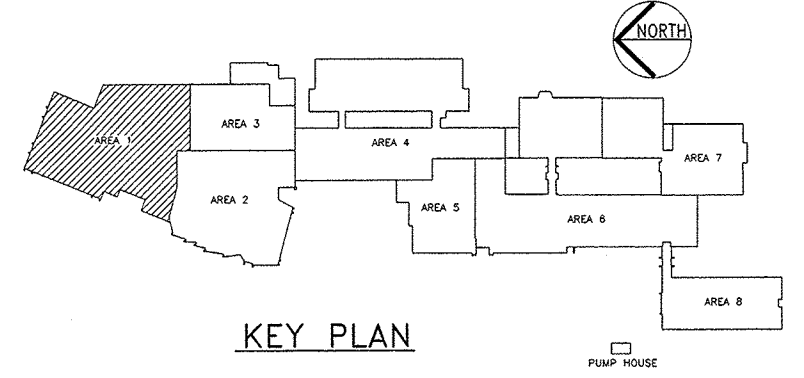 NORTH
AREA 1
AREA 3
AREA 4
AREA 7
AREA 2
AREA 5
AREA 6
AREA 8
KEY PLAN
PUMP HOUSE